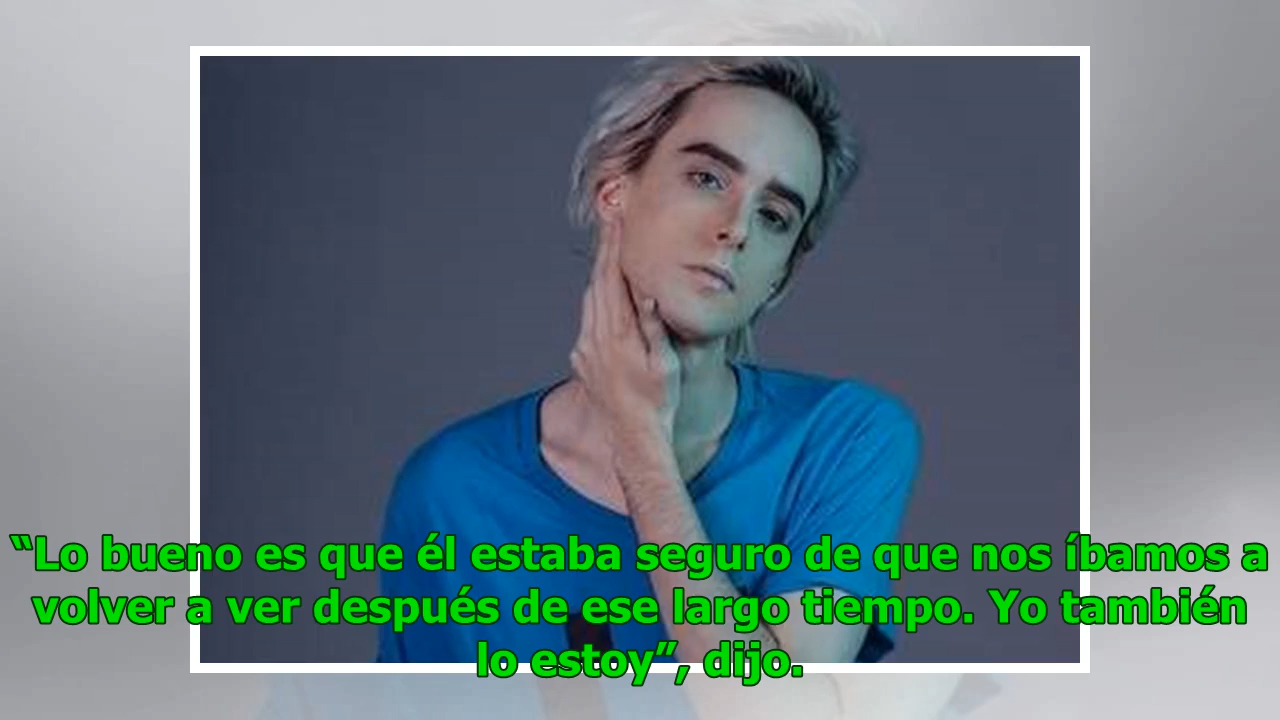 “Lo bueno es que él estaba seguro de que nos íbamos a
volver a ver después de ese largo tiempo. Yo también
lo estoy”, dijo.